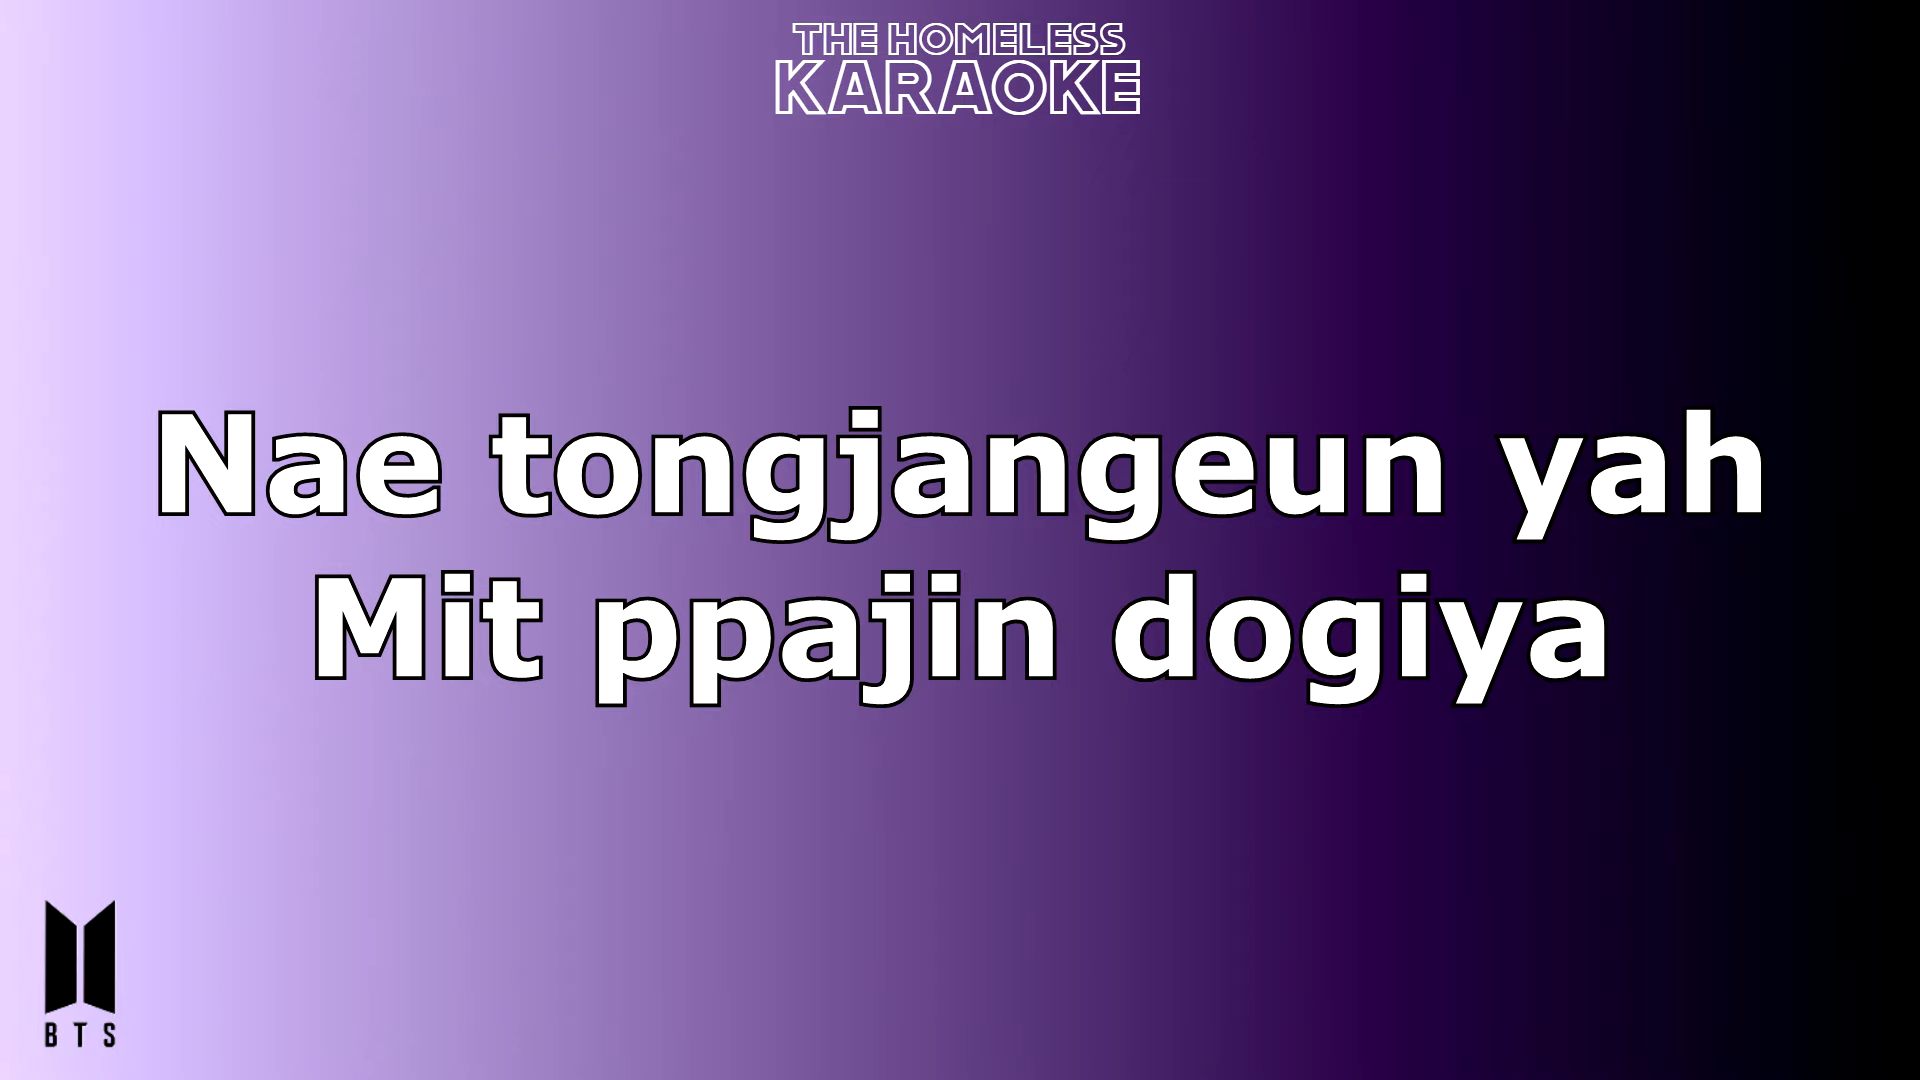 THE HOMELESS
KARAOKE
Nae tongjangeun yah
Mit ppajin dogiya
BTS